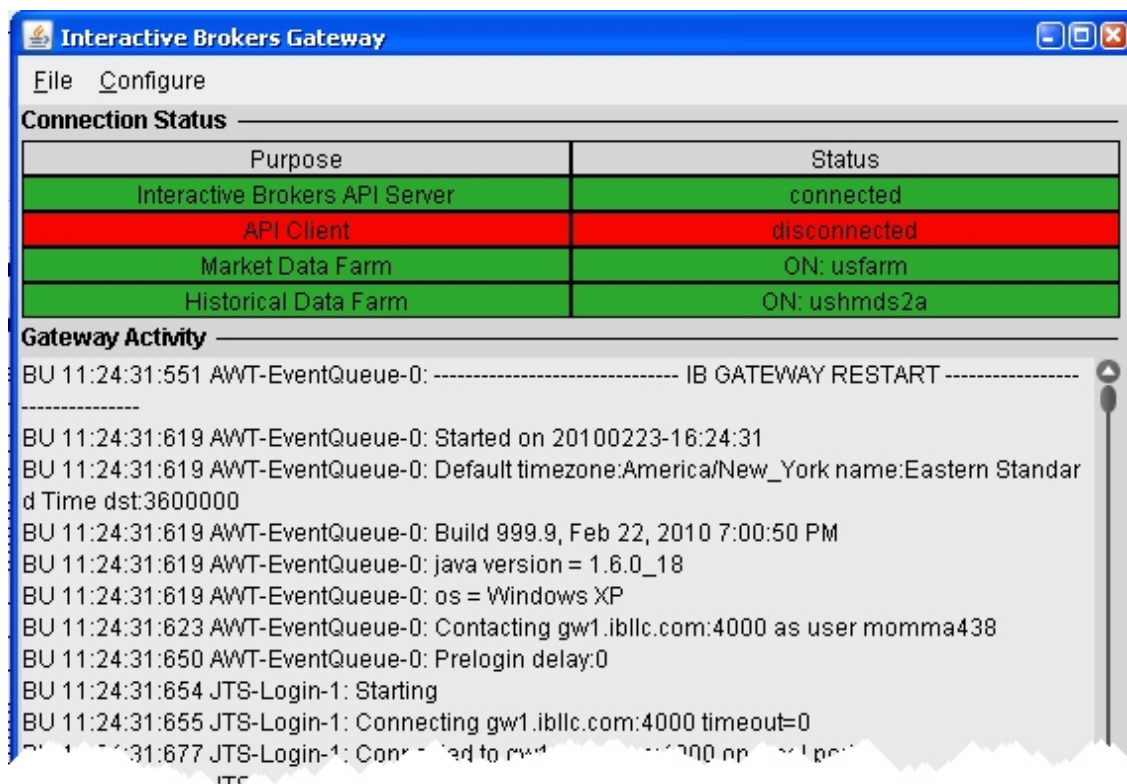 Interactive Brokers Gateway
File Configure
Connection Status
Purpose Status
Interactive Brokers API Server connected
API Client disconnected
Market Data Farm ON: usfarm
Historical Data Farm ON: ushmds2a
Gateway Activity
BU 11:24:31:551 AWT-EventQueue-0: ------------------------------- IB GATEWAY RESTART -----------------
---------------
BU 11:24:31:619 AWT-EventQueue-0: Started on 20100223-16:24:31
BU 11:24:31:619 AWT-EventQueue-0: Default timezone:America/New_York name:Eastern Standar
d Time dst:3600000
BU 11:24:31:619 AWT-EventQueue-0: Build 999.9, Feb 22, 2010 7:00:50 PM
BU 11:24:31:619 AWT-EventQueue-0: java version = 1.6.0_18
BU 11:24:31:619 AWT-EventQueue-0: os = Windows XP
BU 11:24:31:623 AWT-EventQueue-0: Contacting gw1.ibllc.com:4000 as user momma438
BU 11:24:31:650 AWT-EventQueue-0: Prelogin delay:0
BU 11:24:31:654 JTS-Login-1: Starting
BU 11:24:31:655 JTS-Login-1: Connecting gw1.ibllc.com:4000 timeout=0
31:677 JTS-Login-1: to
JTS